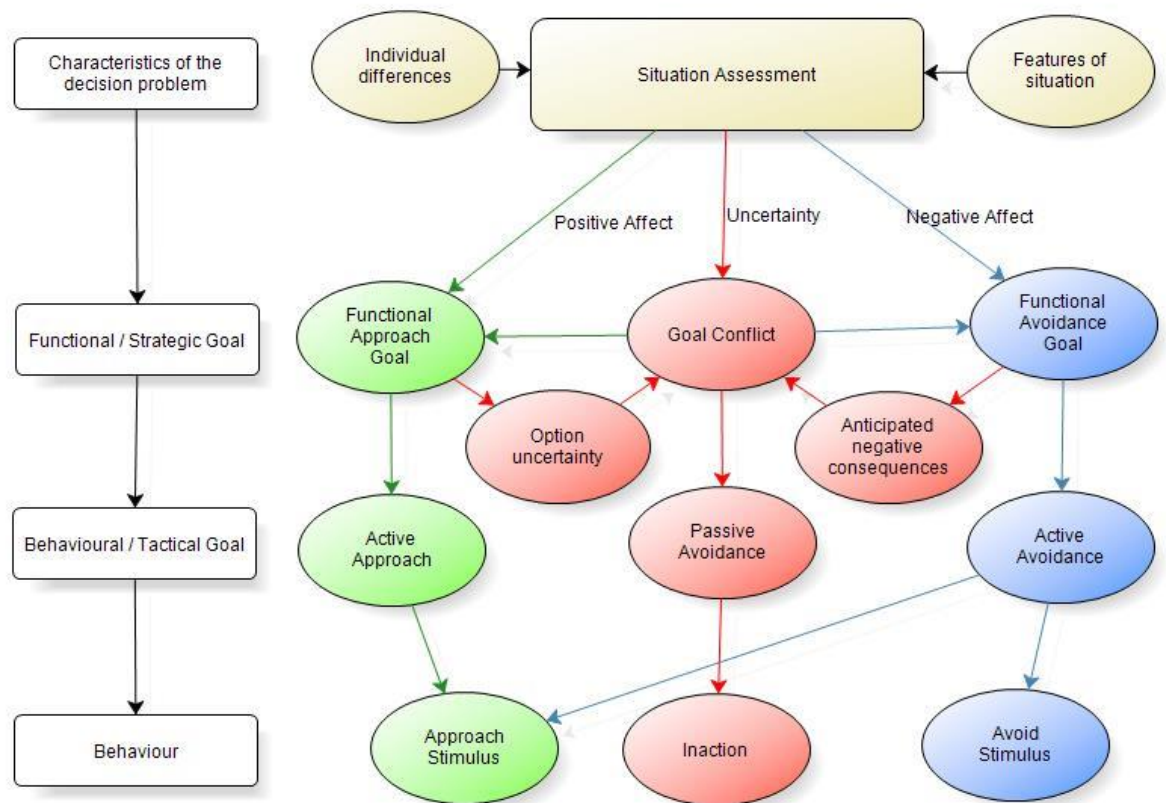 Characteristics of the
decision problem
Individual
differences
Situation Assessment
Features of
situation
Positive Affect
Uncertainty
Negative Affect
Functional / Strategic Goal
Functional
Approach
Goal
Goal Conflict
Functional
Avoidance
Goal
Option
uncertainty
Anticipated
negative
consequences
Behavioural / Tactical Goal
Active
Approach
Passive
Avoidance
Active
Avoidance
Behaviour
Approach
Stimulus
Inaction
Avoid
Stimulus